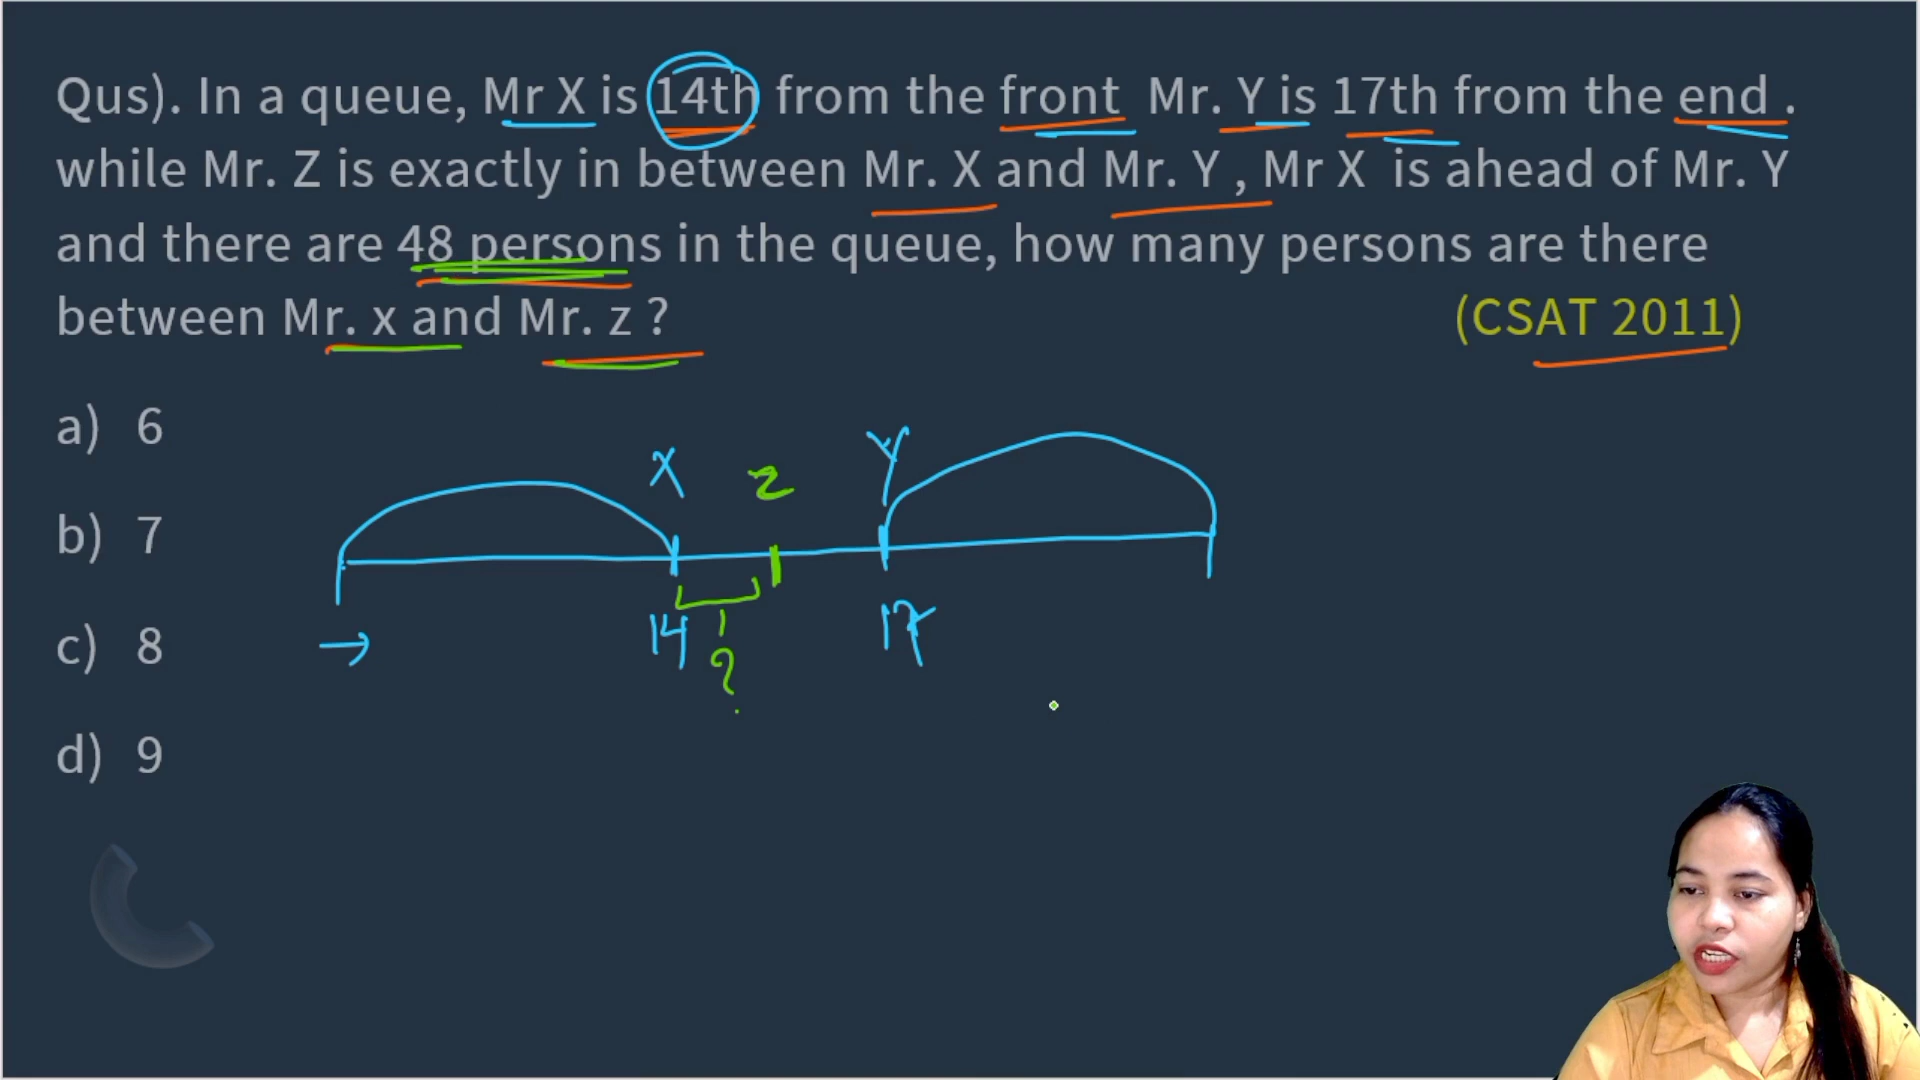 Qus). In a queue, Mr X is 14th from the front Mr. Y is 17th from the end .
while Mr. Z is exactly in between Mr. X and Mr. Y , Mr X is ahead of Mr. Y
and there are 48 persons in the queue, how many persons are there
between Mr. x and Mr. z ?
(CSAT 2011)
a) 6
b) 7
c) 8
d) 9
X
Z
Y
14
?
17